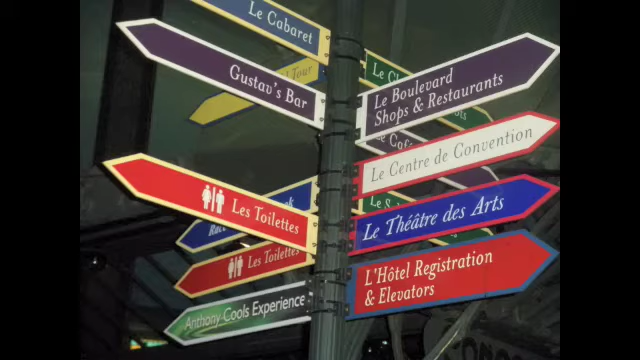 Le Cabaret
Gustav's Bar
Tour
Les Toilettes
Les Toilettes
Anthony Cools Experience
Le Boulevard
Shops & Restaurants
Le Centre de Convention
Le Théâtre des Arts
L'Hôtel Registration
& Elevators